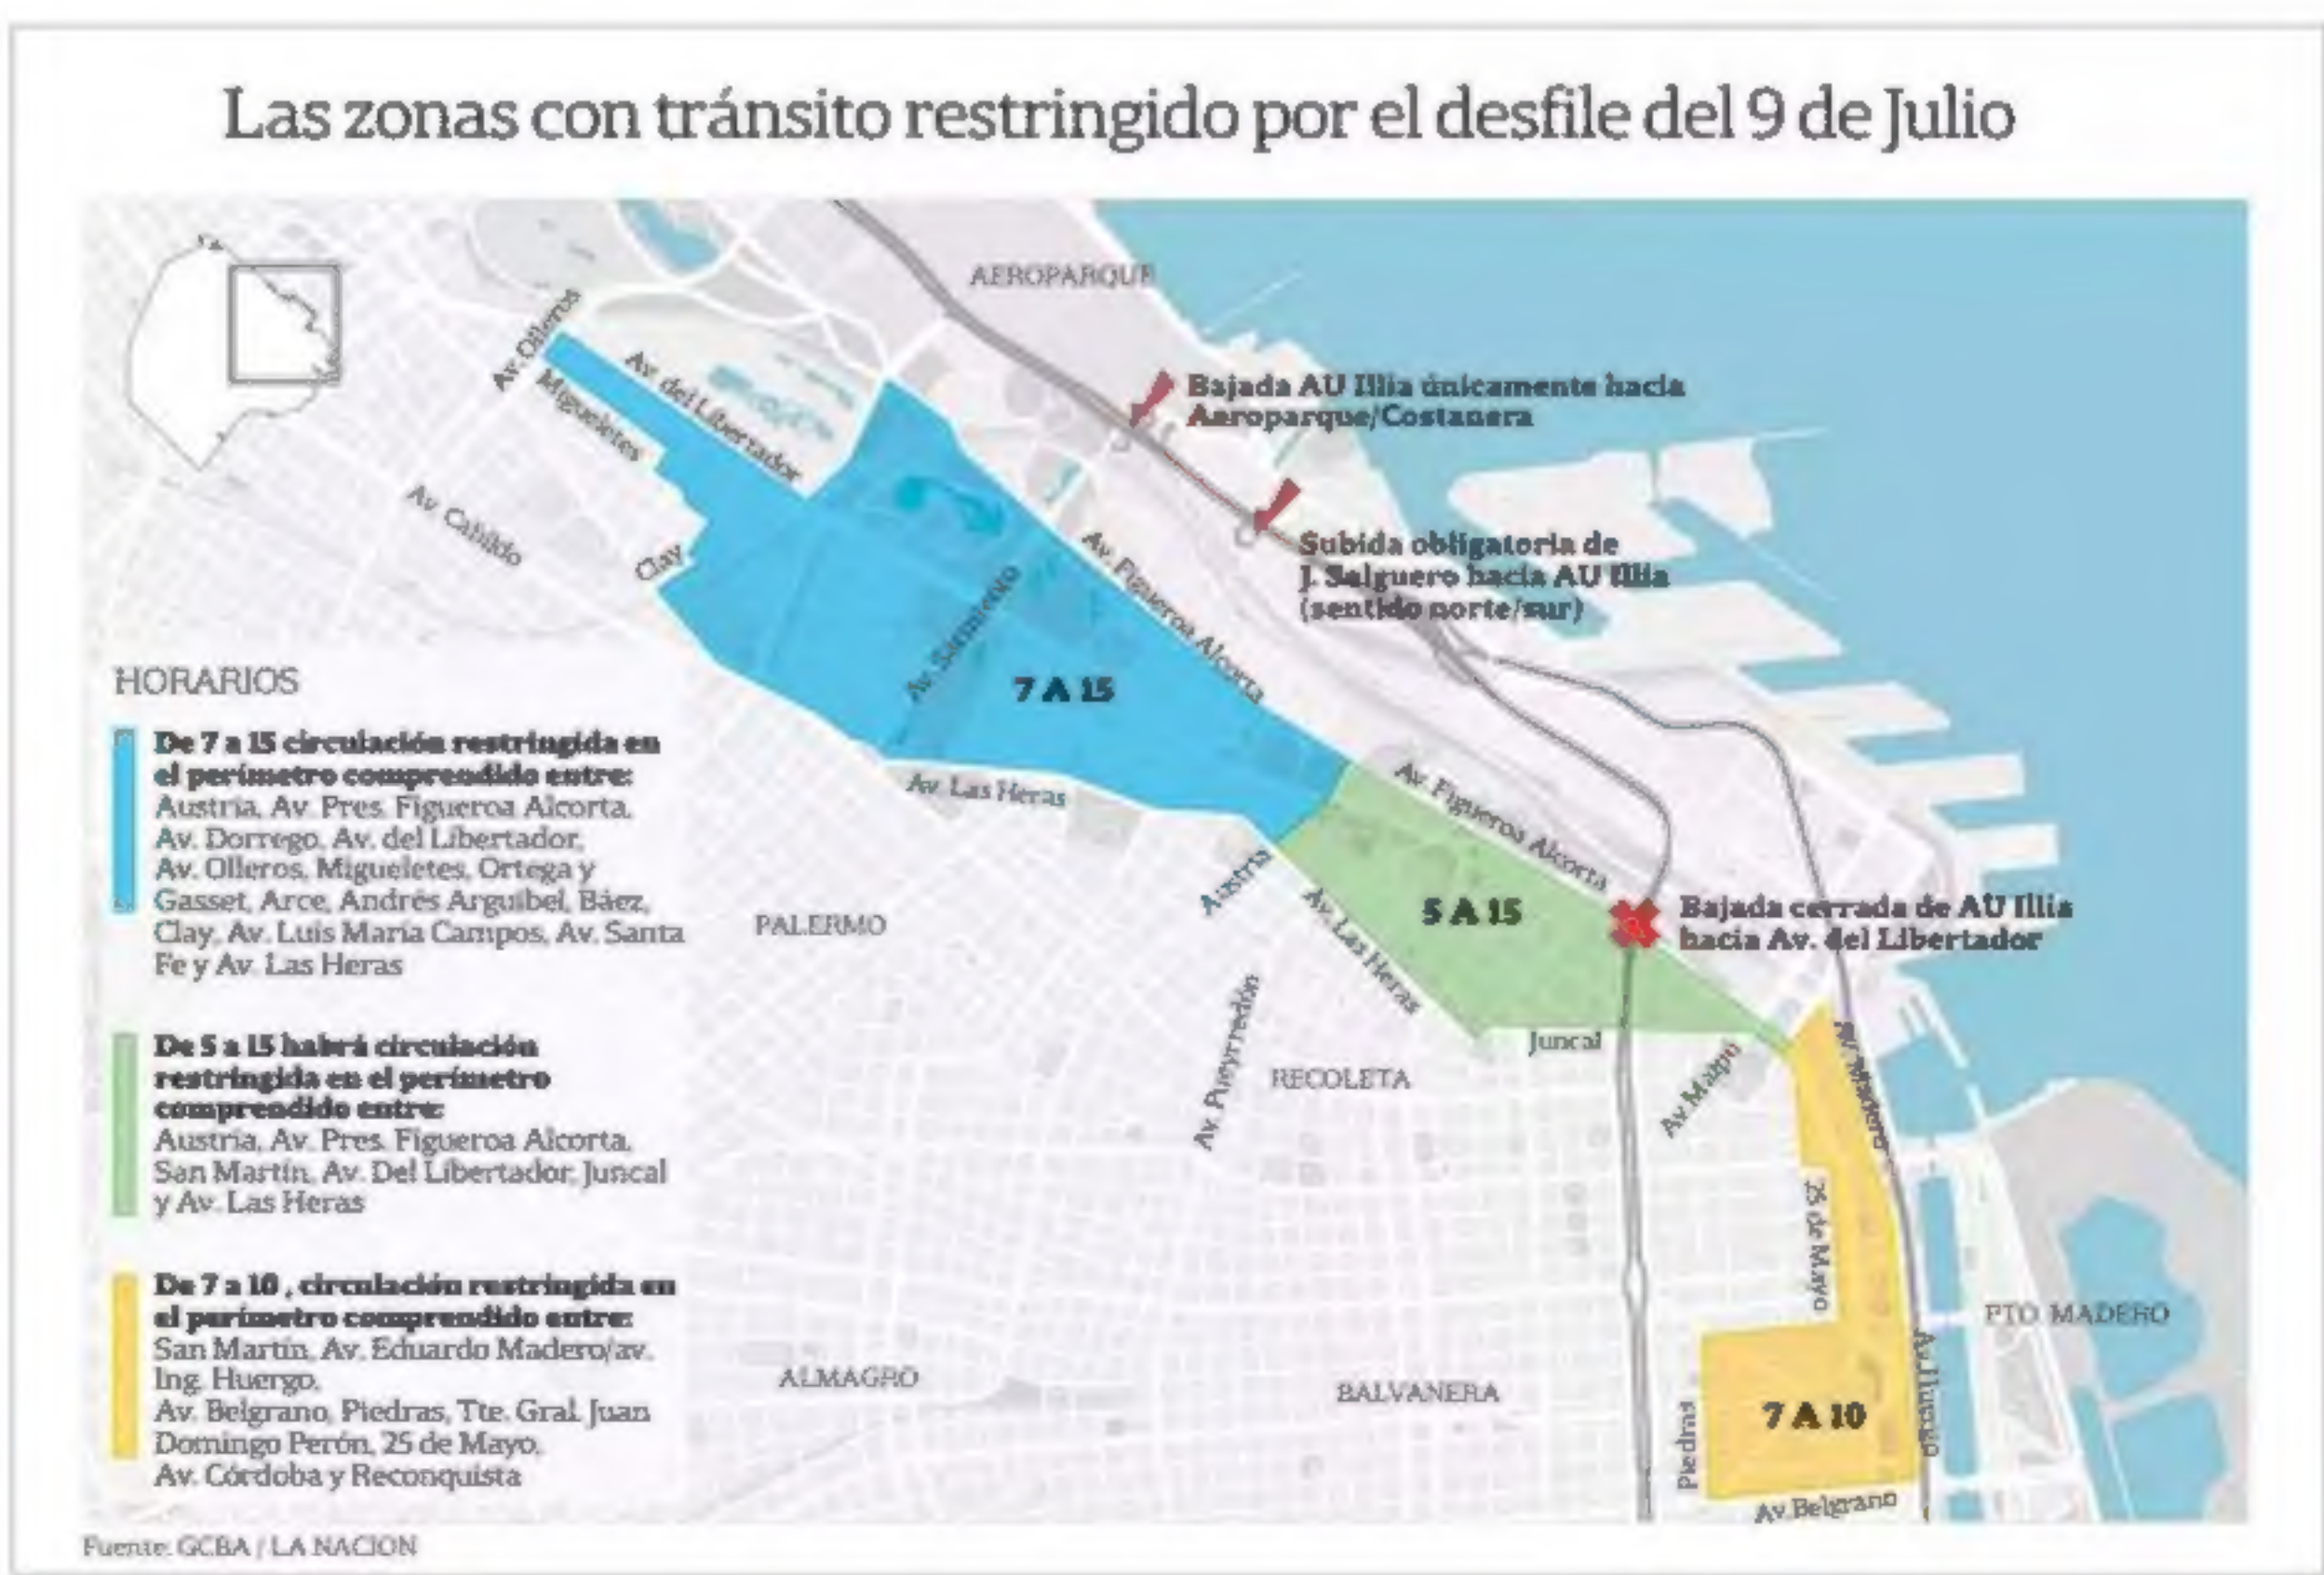 Las zonas con tránsito restringido por el desfile del 9 de Julio
AEROPARQUE
Av. Olleros
Av. del Libertador
Migueletes
Bajada AU Illia únicamente hacia
Aeroparque/Costanera
Av Cabildo
Clay
Subida obligatoria de
J. Salguero hacia AU Illia
(sentido norte/sur)
Av. Figueroa Alcorta
Av. Sarmiento
7 A 15
Av. Las Heras
Av. Figueroa Alcorta
Austria
Av. Las Heras
5 A 15
Bajada cerrada de AU Illia
hacia Av. del Libertador
PALERMO
Av. Pueyrredón
RECOLETA
Juncal
Av. Maipú
Av. Madero
25 de Mayo
PTO MADERO
ALMAGRO
BALVANERA
Piedras
7 A 10
Av. Huergo
Av Belgrano
HORARIOS
De 7 a 15 circulación restringida en
el perímetro comprendido entre:
Austria, Av. Pres. Figueroa Alcorta,
Av. Dorrego, Av. del Libertador,
Av. Olleros, Migueletes, Ortega y
Gasset, Arce, Andrés Arguibel, Báez,
Clay, Av. Luis María Campos, Av. Santa
Fe y Av. Las Heras
De 5 a 15 habrá circulación
restringida en el perímetro
comprendido entre:
Austria, Av. Pres. Figueroa Alcorta,
San Martín, Av. Del Libertador, Juncal
y Av. Las Heras
De 7 a 10 , circulación restringida en
el perímetro comprendido entre:
San Martín, Av. Eduardo Madero/av.
Ing. Huergo,
Av. Belgrano, Piedras, Tte. Gral. Juan
Domingo Perón, 25 de Mayo,
Av. Córdoba y Reconquista
Fuente: GCBA / LA NACION